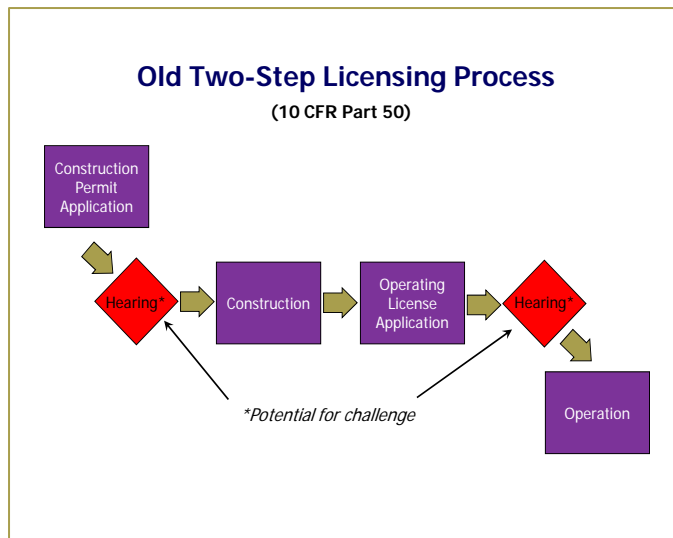 Old Two-Step Licensing Process
(10 CFR Part 50)
Construction
Permit
Application
Hearing*
Construction
Operating
License
Application
Hearing*
Operation
*Potential for challenge